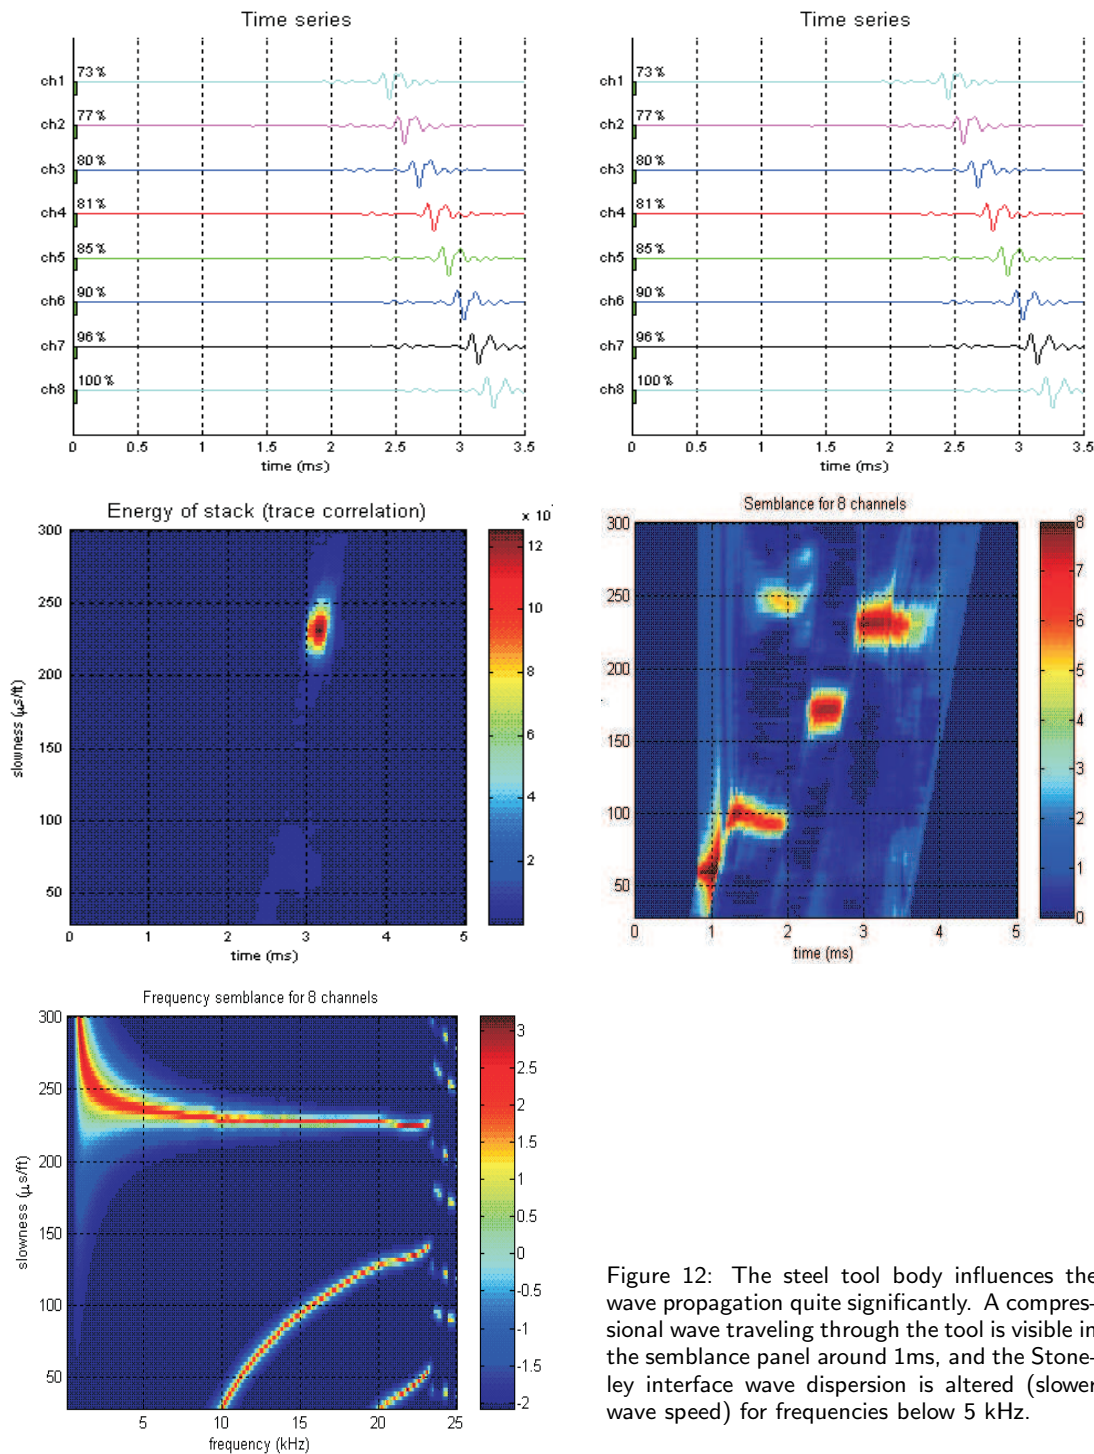 Time series
ch1 73%
ch2 77%
ch3 80%
ch4 81%
ch5 85%
ch6 90%
ch7 96%
ch8 100%
0 0.5 1 1.5 2 2.5 3 3.5
time (ms)
Time series
ch1 73%
ch2 77%
ch3 80%
ch4 81%
ch5 85%
ch6 90%
ch7 96%
ch8 100%
0 0.5 1 1.5 2 2.5 3 3.5
time (ms)
Energy of stack (trace correlation)
x 10
300
250
200
150
100
50
slowness (μs/ft)
0 1 2 3 4 5
time (ms)
12
10
8
6
4
2
Semblance for 8 channels
300
250
200
150
100
50
0 1 2 3 4 5
time (ms)
8
7
6
5
4
3
2
1
0
Frequency semblance for 8 channels
300
250
200
150
100
50
slowness (μs/ft)
5 10 15 20 25
frequency (kHz)
3
2.5
2
1.5
1
0.5
0
-0.5
-1
-1.5
-2
Figure 12: The steel tool body influences the
wave propagation quite significantly. A compres-
sional wave traveling through the tool is visible in
the semblance panel around 1ms, and the Stone-
ley interface wave dispersion is altered (slower
wave speed) for frequencies below 5 kHz.